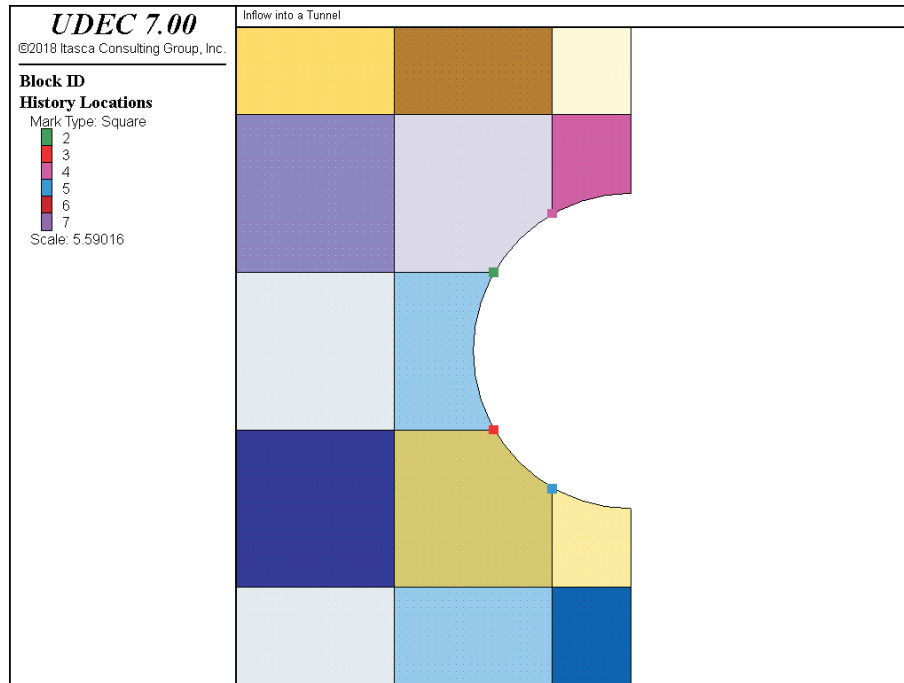 UDEC 7.00
©2018 Itasca Consulting Group, Inc.
Block ID
History Locations
Mark Type: Square
2
3
4
5
6
7
Scale: 5.59016
Inflow into a Tunnel